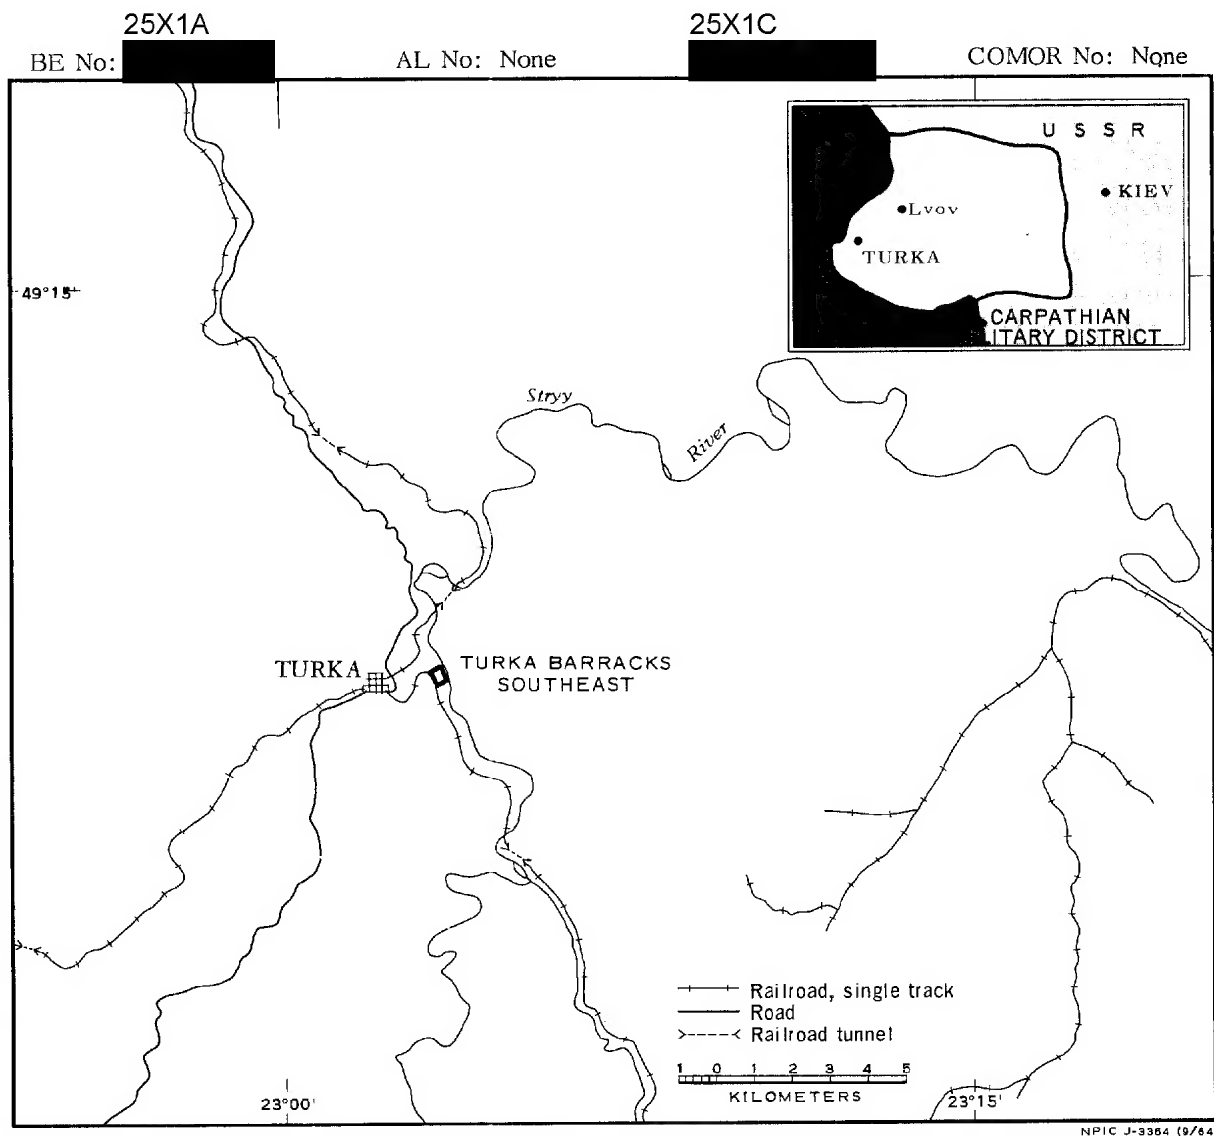 25X1A
25X1C
BE No:
AL No: None
COMOR No: None
U S S R
KIEV
Lvov
TURKA
CARPATHIAN
ITARY DISTRICT
49°15'
Stryy
River
TURKA
TURKA BARRACKS
SOUTHEAST
Railroad, single track
Road
Railroad tunnel
1 0 1 2 3 4 5
KILOMETERS
23°00'
23°15'
NPIC J-3364 (9/64